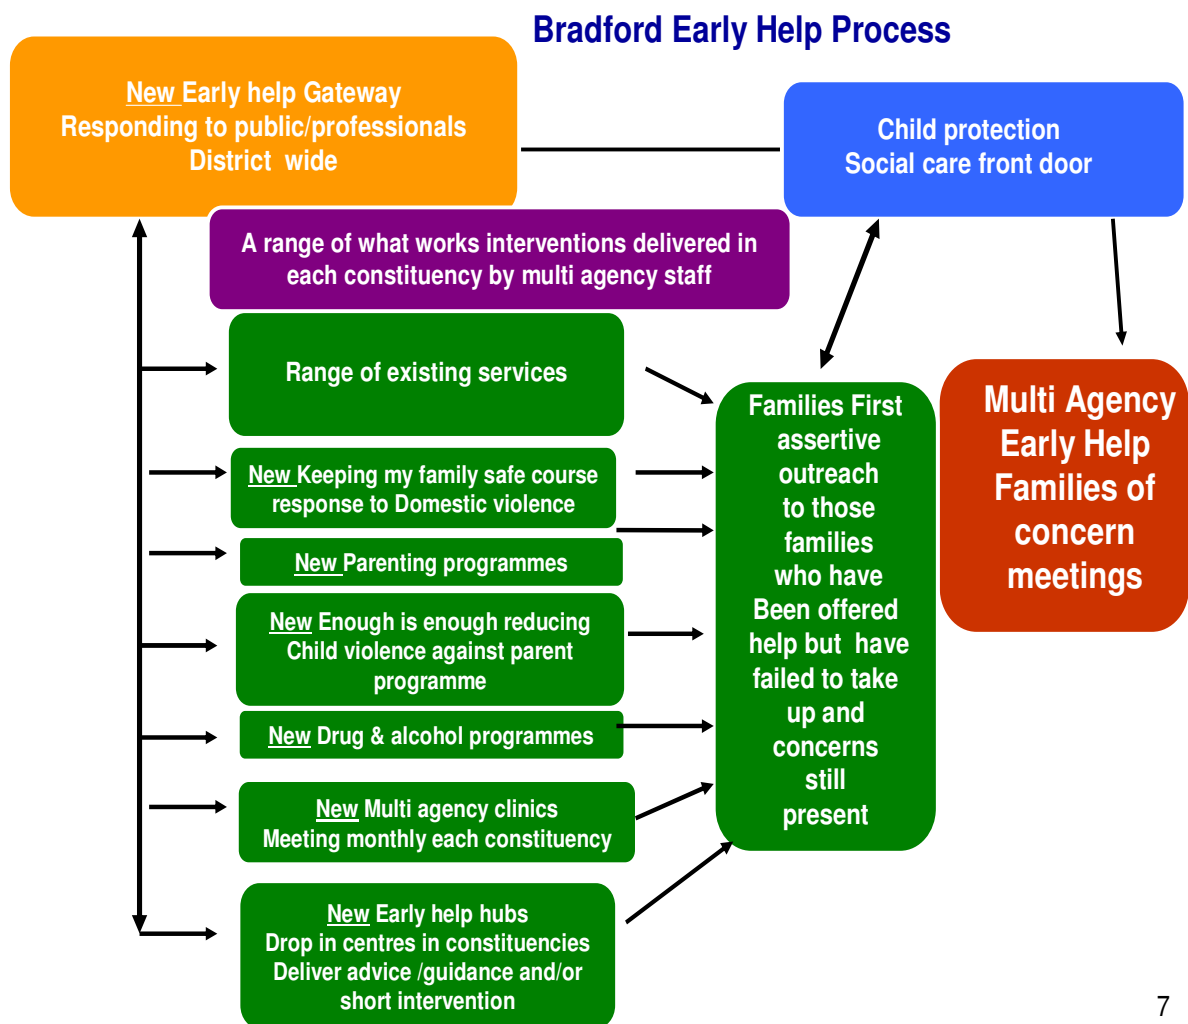 Bradford Early Help Process
New Early help Gateway
Responding to public/professionals
District wide
Child protection
Social care front door
A range of what works interventions delivered in
each constituency by multi agency staff
Range of existing services
New Keeping my family safe course
response to Domestic violence
New Parenting programmes
New Enough is enough reducing
Child violence against parent
programme
New Drug & alcohol programmes
New Multi agency clinics
Meeting monthly each constituency
New Early help hubs
Drop in centres in constituencies
Deliver advice /guidance and/or
short intervention
Families First
assertive
outreach
to those
families
who have
Been offered
help but have
failed to take
up and
concerns
still
present
Multi Agency
Early Help
Families of
concern
meetings
7